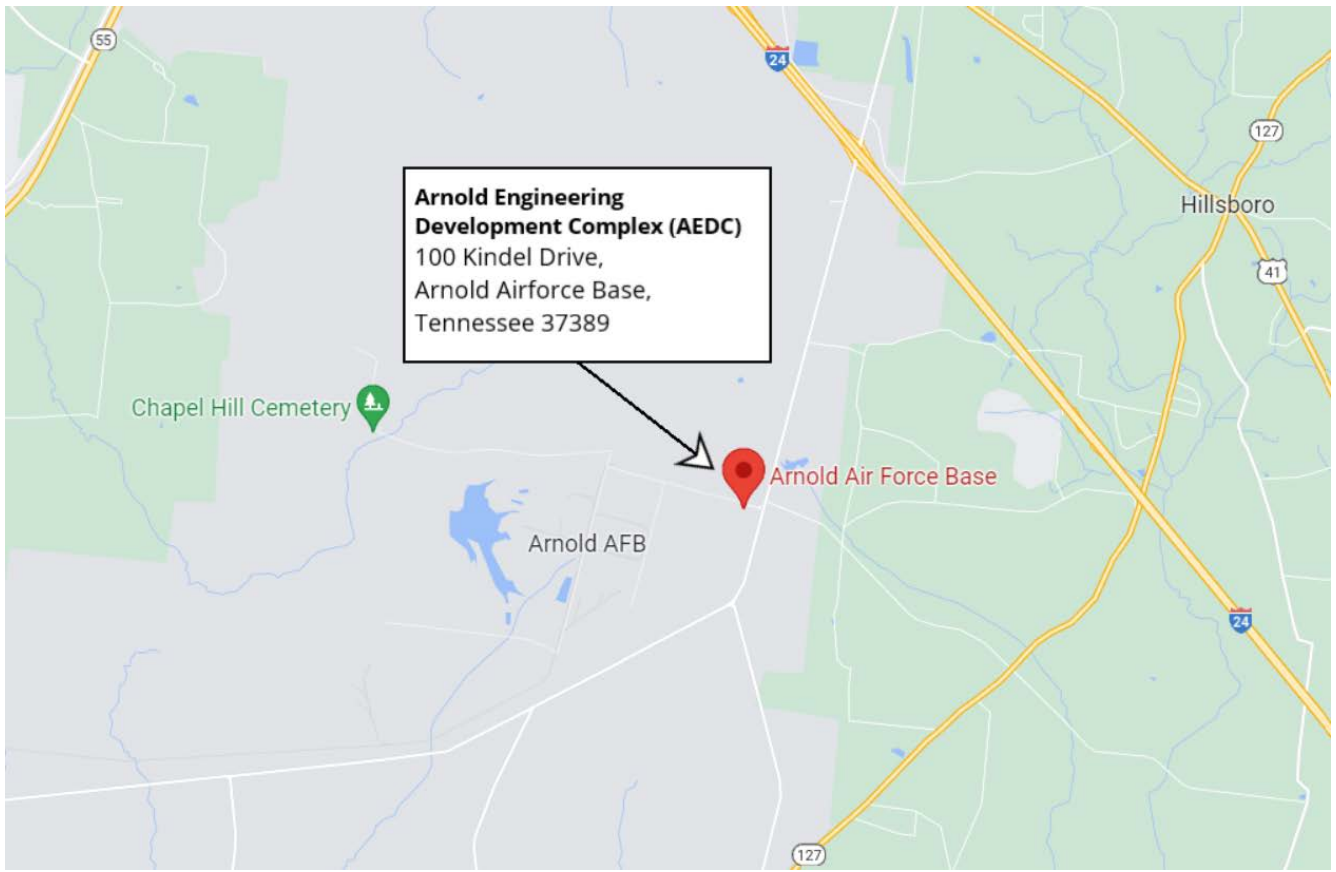 55
24
127
Hillsboro
41
Arnold Engineering
Development Complex (AEDC)
100 Kindel Drive,
Arnold Airforce Base,
Tennessee 37389
Chapel Hill Cemetery
Arnold Air Force Base
Arnold AFB
24
127